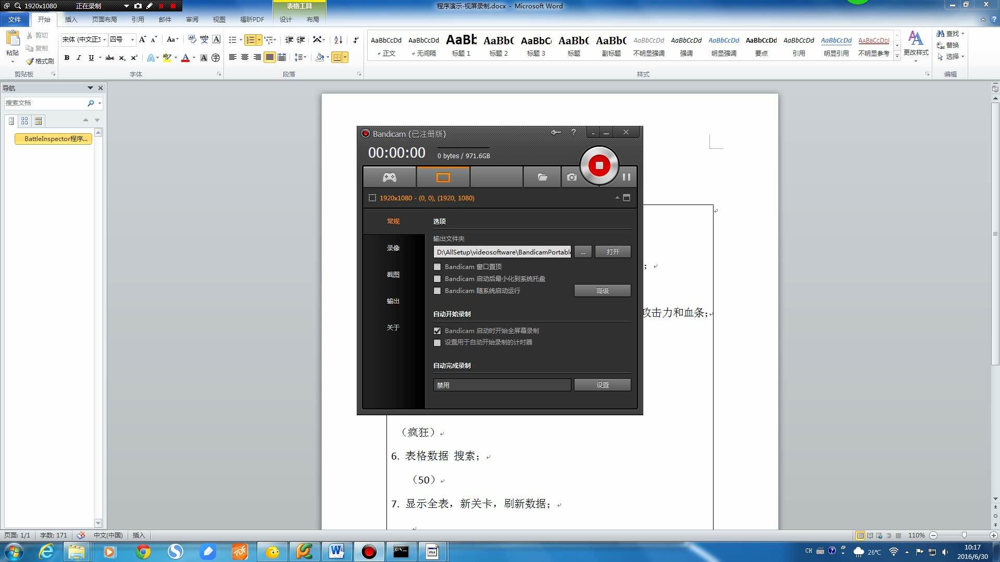 1920x1080 正在录制
表格工具
程序演示-视屏录制.docx - Microsoft Word
文件 开始 插入 页面布局 引用 邮件 审阅 视图 福昕PDF 设计 布局
粘贴 剪切 复制 格式刷
宋体 (中文正文 四号
AaBbCcDd AaBbCcDd AaBb AaBbC AaBbC AaBbC AaBbC AaBbCcDd AaBbCcDd AaBbCcDd AaBbCcDd AaBbCcDd AaBbCcDd AaBbCcDd
正文 无间隔 标题 1 标题 2 标题 3 标题 副标题 不明显强调 强调 明显强调 要点 引用 明显引用 不明显参考
更改样式
查找
替换
选择
剪贴板 字体 段落 样式 编辑
导航
搜索文档
BattleInspector程序...
Bandicam (已注册版)
00:00:00
0 bytes / 971.6GB
1920x1080 - (0, 0), (1920, 1080)
常规
录像
截图
输出
关于
选项
输出文件夹
D:\AllSetup\videosoftware\BandicamPortable
... 打开
Bandicam 窗口置顶
Bandicam 启动后最小化到系统托盘
Bandicam 随系统启动运行
高级
自动开始录制
Bandicam 启动时开始全屏幕录制
设置用于自动开始录制的计时器
自动完成录制
禁用 设置
；
攻击力和血条；
（疯狂）
6. 表格数据 搜索；
（50）
7. 显示全表，新关卡，刷新数据；
页面: 1/1 字数: 171 中文(中国) 插入
110%
CH 26℃
10:17
2016/6/30